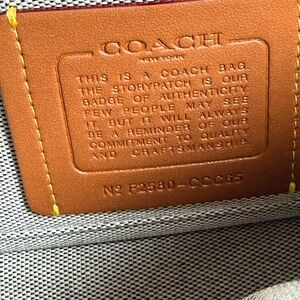 COACH
NEW YORK
THIS IS A COACH BAG.
THE STORYPATCH IS OUR
BADGE OF AUTHENTICITY
FEW PEOPLE MAY SEE
IT, BUT IT WILL ALWAYS
BE A REMINDER OF OUR
COMMITMENT TO QUALITY
AND CRAFTSMANSHIP.
Nº F2580-CCC65